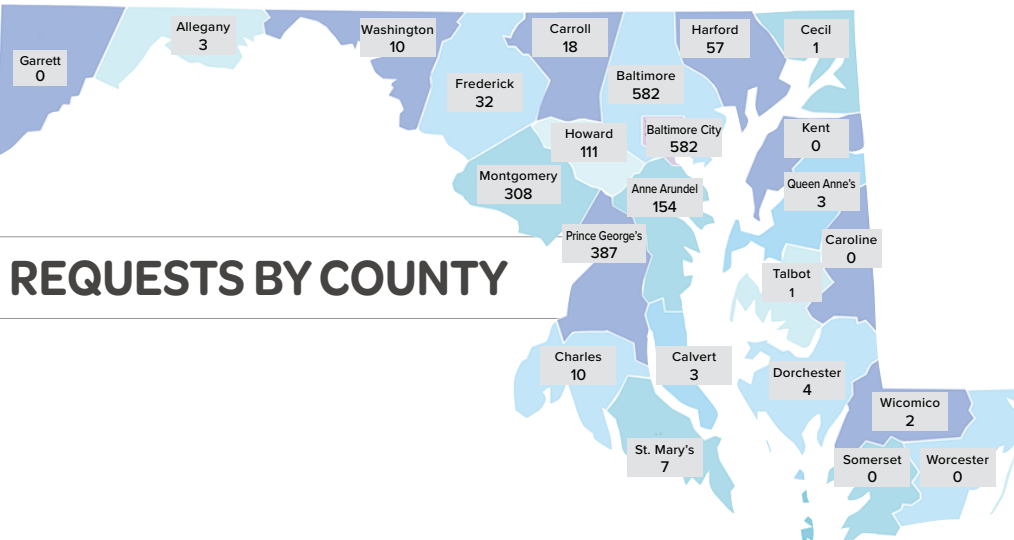 Allegany
3
Washington
10
Carroll
18
Harford
57
Cecil
1
Garrett
0
Frederick
32
Baltimore
582
Howard
111
Baltimore City
582
Kent
0
Montgomery
308
Anne Arundel
154
Queen Anne's
3
Prince George's
387
Caroline
0
REQUESTS BY COUNTY
Talbot
1
Charles
10
Calvert
3
Dorchester
4
Wicomico
2
St. Mary's
7
Somerset
0
Worcester
0